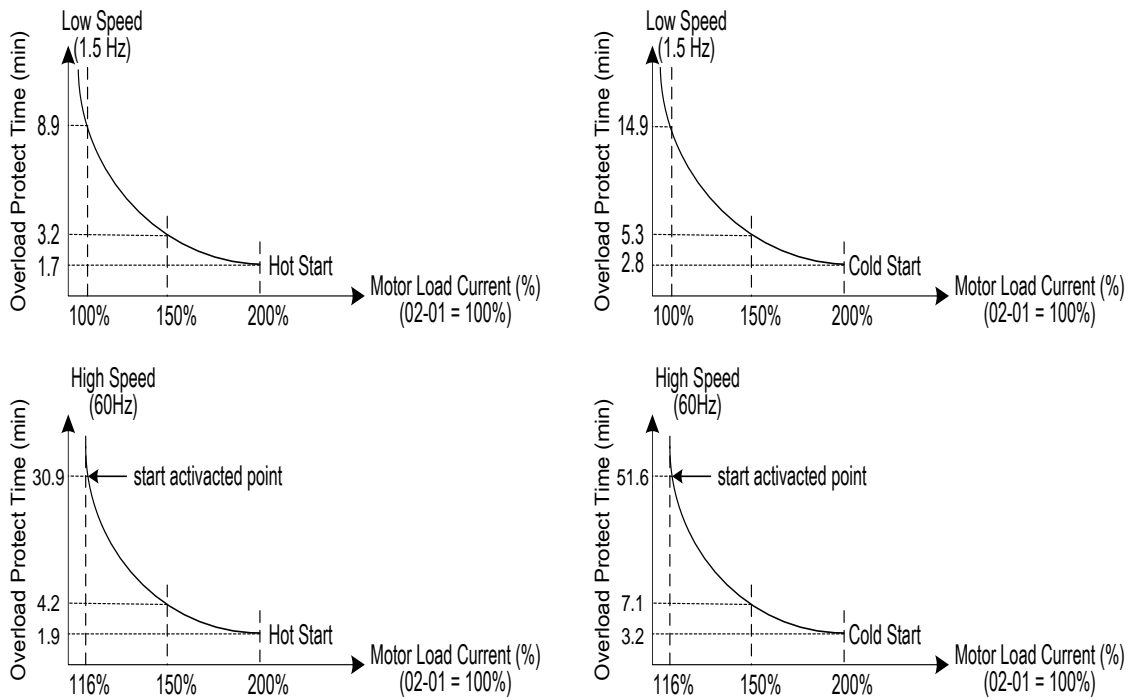 Overload Protect Time (min)
Low Speed
(1.5 Hz)
8.9
3.2
1.7
Hot Start
100%
150%
200%
Motor Load Current (%)
(02-01 = 100%)
Overload Protect Time (min)
Low Speed
(1.5 Hz)
14.9
5.3
2.8
Cold Start
100%
150%
200%
Motor Load Current (%)
(02-01 = 100%)
Overload Protect Time (min)
High Speed
(60Hz)
30.9
start activacted point
4.2
1.9
Hot Start
116%
150%
200%
Motor Load Current (%)
(02-01 = 100%)
Overload Protect Time (min)
High Speed
(60Hz)
51.6
start activacted point
7.1
3.2
Cold Start
116%
150%
200%
Motor Load Current (%)
(02-01 = 100%)